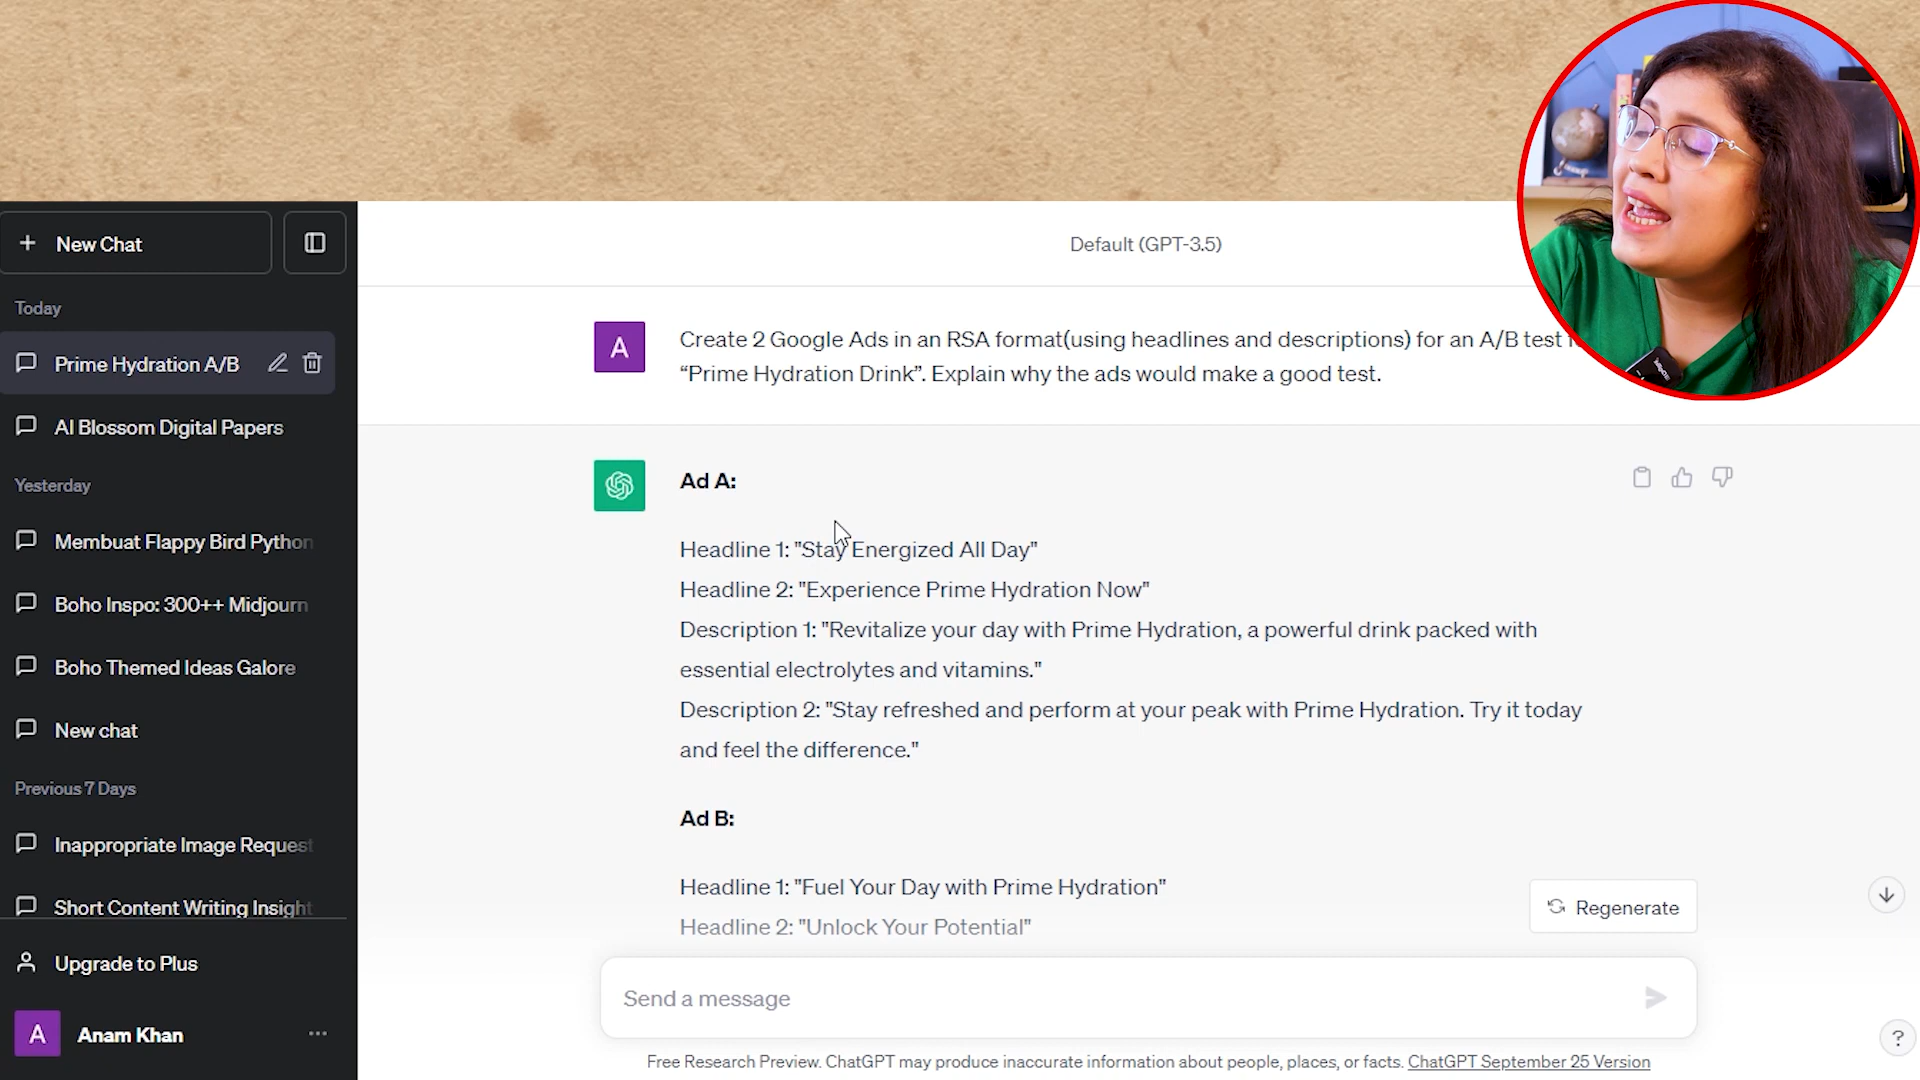 New Chat
Today
Prime Hydration A/B
AI Blossom Digital Papers
Yesterday
Membuat Flappy Bird Python
Boho Inspo: 300++ Midjourn
Boho Themed Ideas Galore
New chat
Previous 7 Days
Inappropriate Image Request
Short Content Writing Insight
Upgrade to Plus
A
Anam Khan
Default (GPT-3.5)
A
Create 2 Google Ads in an RSA format(using headlines and descriptions) for an A/B test
“Prime Hydration Drink”. Explain why the ads would make a good test.
Ad A:
Headline 1: "Stay Energized All Day"
Headline 2: "Experience Prime Hydration Now"
Description 1: "Revitalize your day with Prime Hydration, a powerful drink packed with
essential electrolytes and vitamins."
Description 2: "Stay refreshed and perform at your peak with Prime Hydration. Try it today
and feel the difference."
Ad B:
Headline 1: "Fuel Your Day with Prime Hydration"
Headline 2: "Unlock Your Potential"
Regenerate
Send a message
Free Research Preview. ChatGPT may produce inaccurate information about people, places, or facts. ChatGPT September 25 Version
?